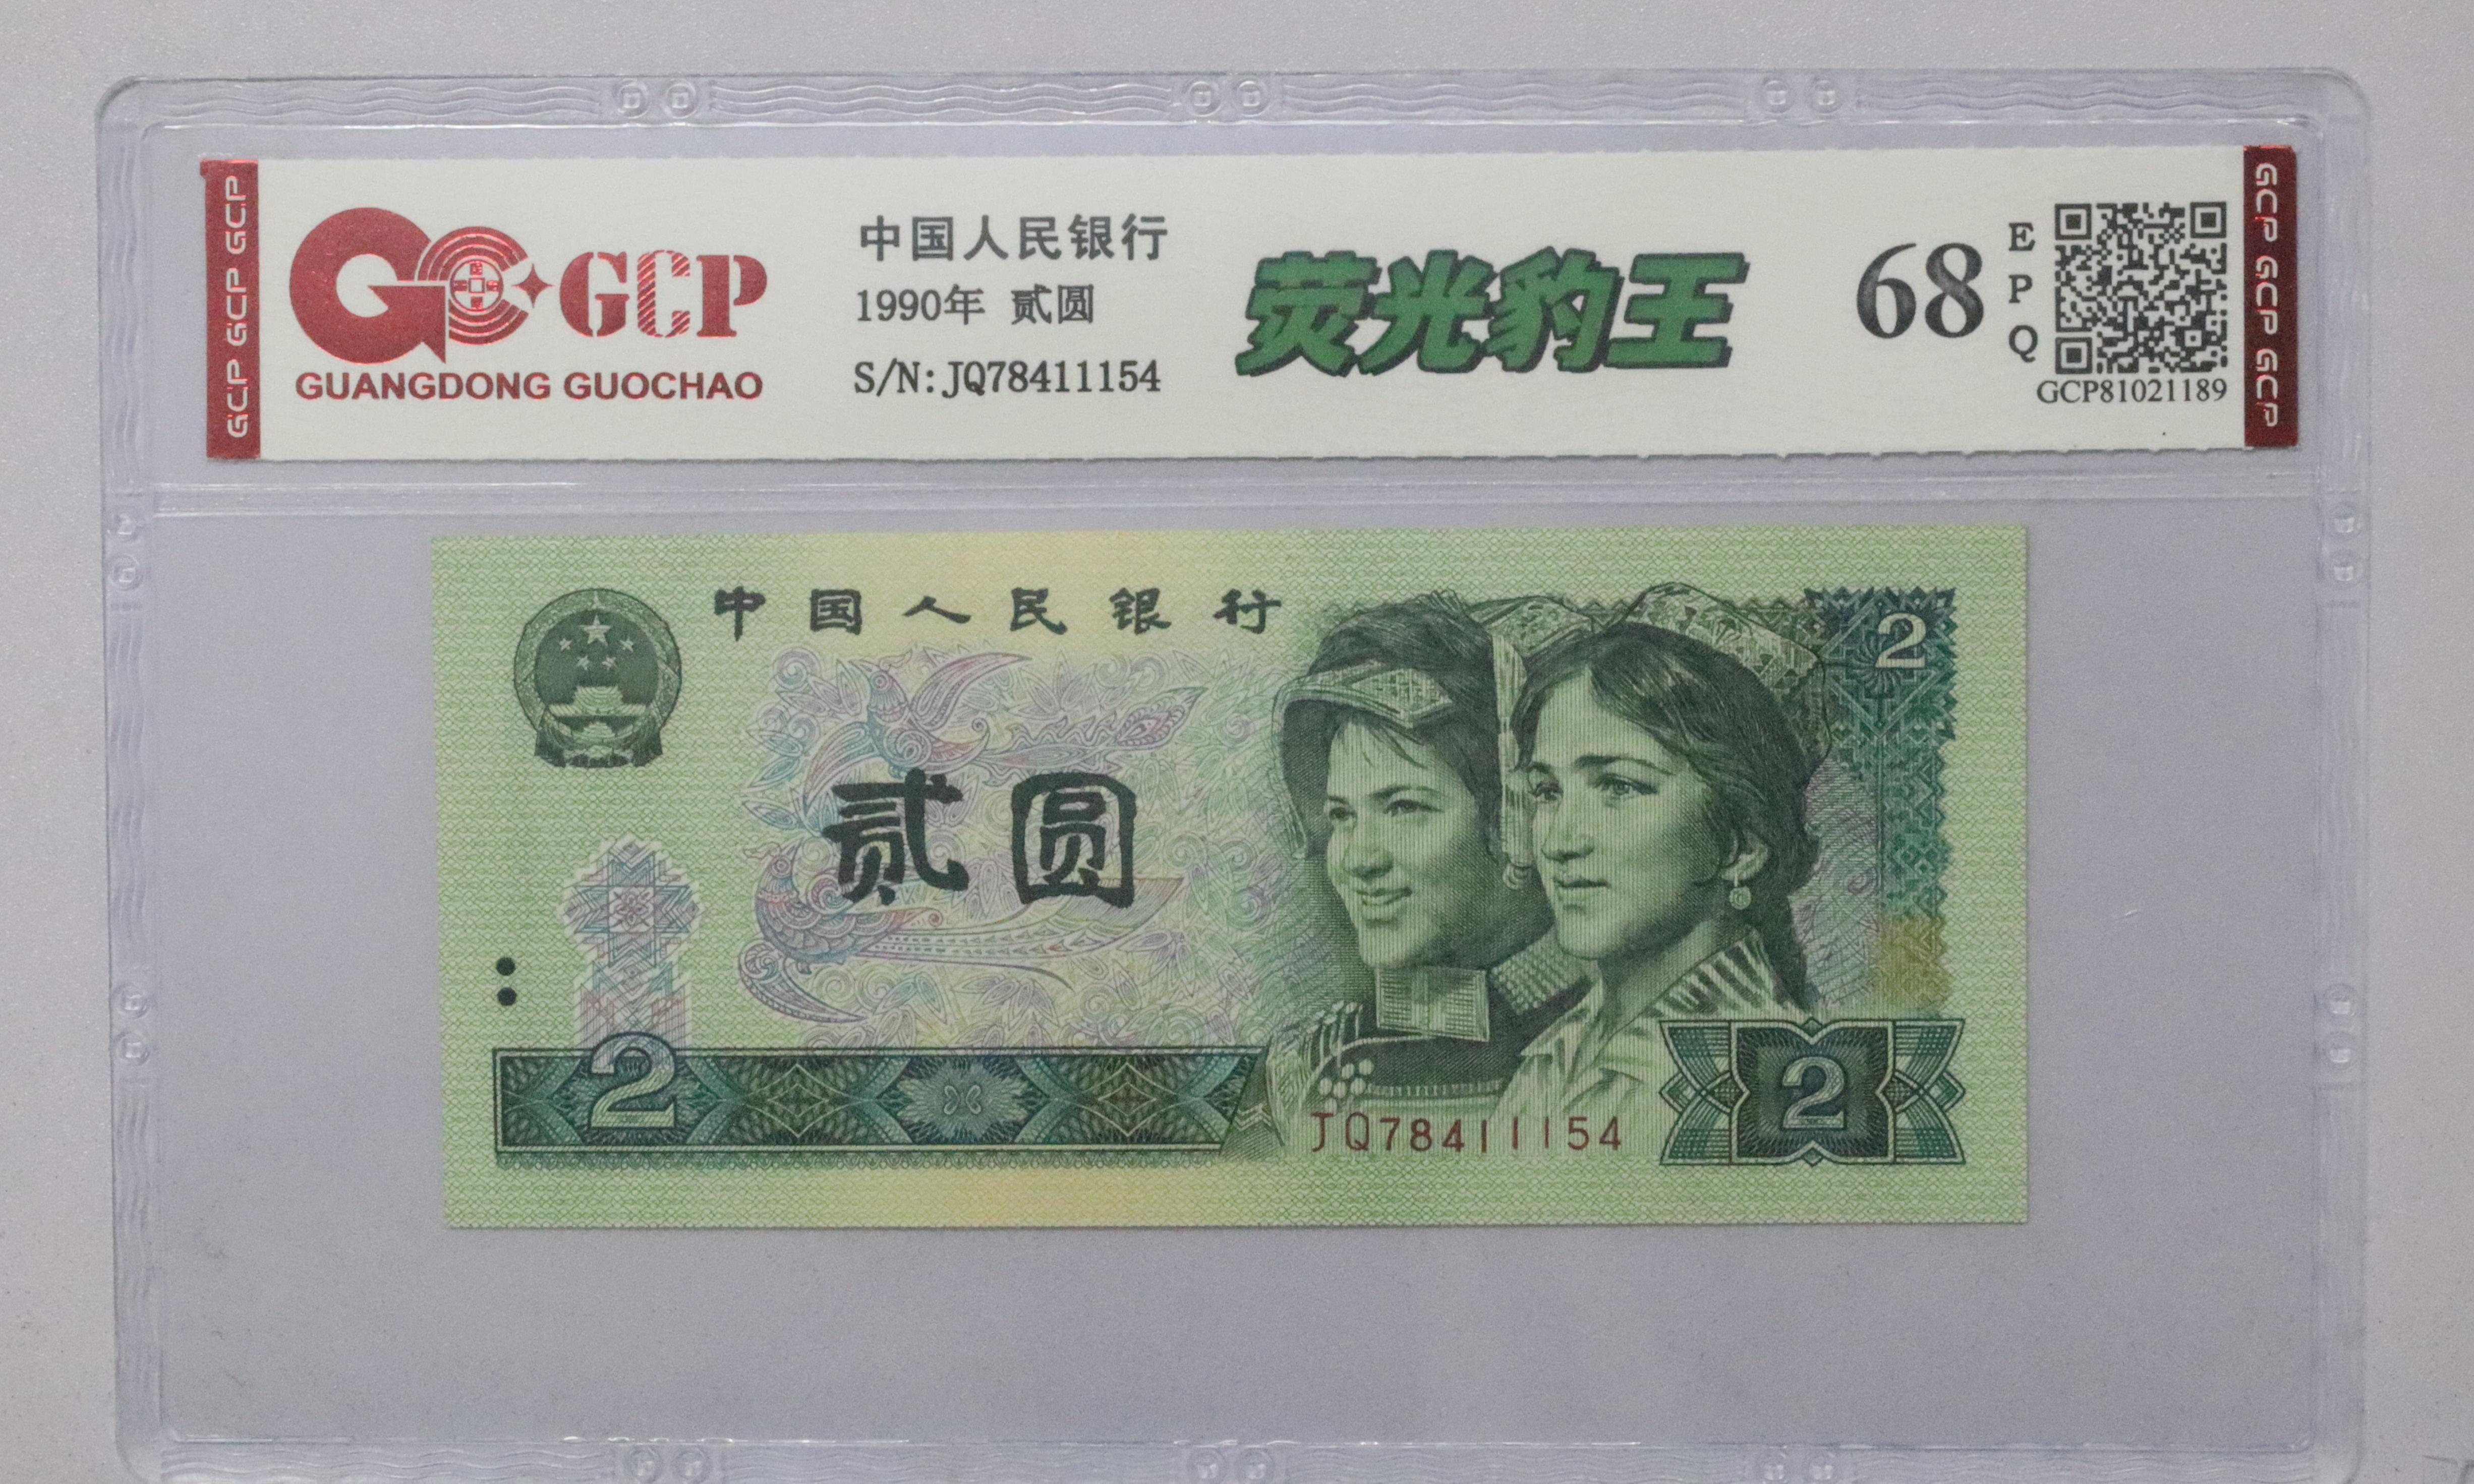 GCP GCP GCP
GCP
GUANGDONG GUOCHAO
中国人民银行
1990年 贰圆
S/N: JQ78411154
荧光豹王
68
E
P
Q
GCP81021189
GCP GCP GCP
中国人民银行
2
贰圆
2
JQ78411154
2